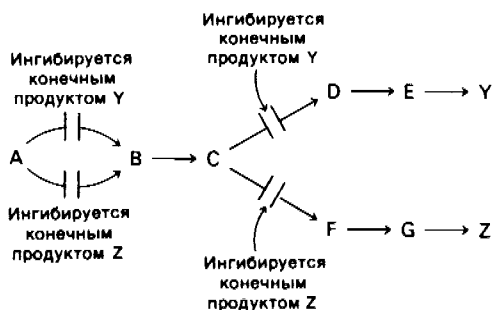 Ингибируется
конечным
продуктом Y
Ингибируется
конечным
продуктом Y
D E Y
A B C
Ингибируется
конечным
продуктом Z
F G Z
Ингибируется
конечным
продуктом Z